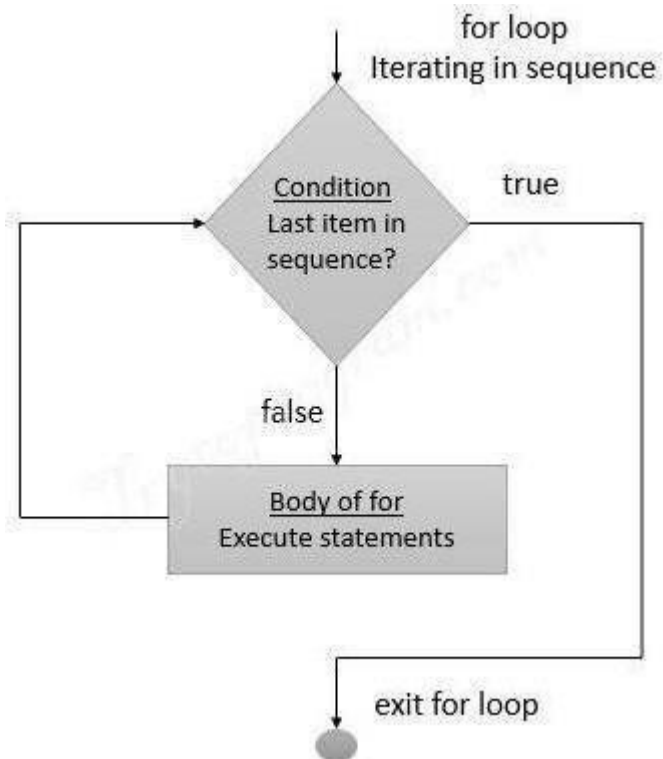 for loop
Iterating in sequence
Condition
Last item in
sequence?
true
false
Body of for
Execute statements
exit for loop